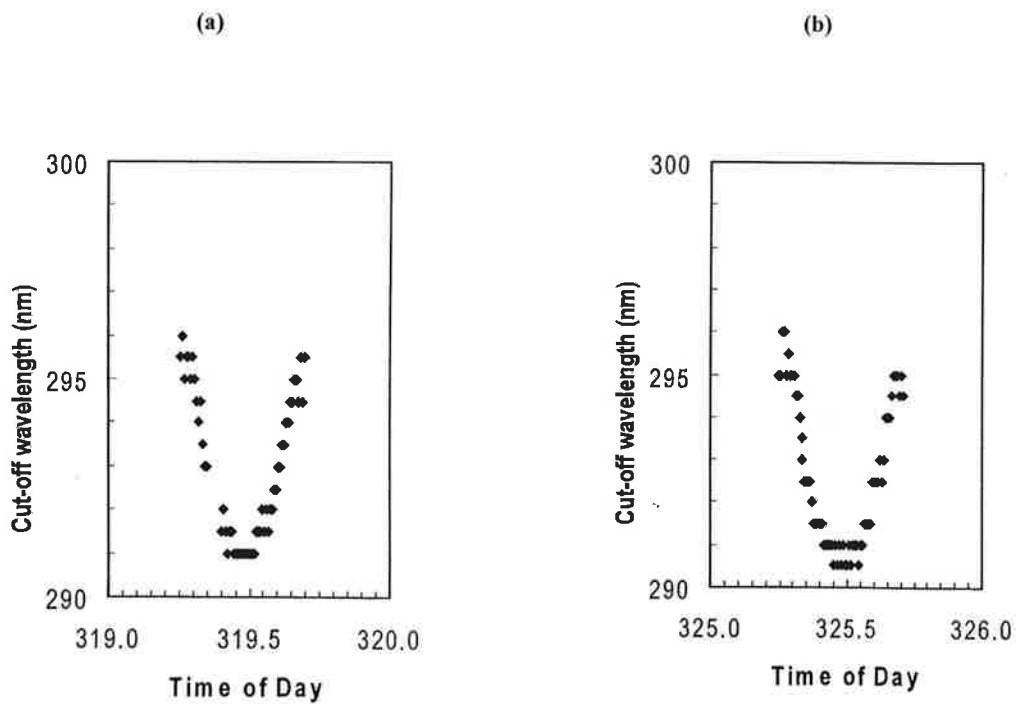 (a)
300
295
290
Cut-off wavelength (nm)
319.0 319.5 320.0
Time of Day
(b)
300
295
290
Cut-off wavelength (nm)
325.0 325.5 326.0
Time of Day